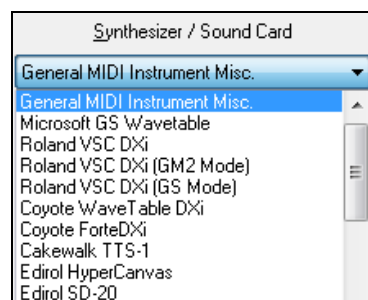 Synthesizer / Sound Card
General MIDI Instrument Misc.
General MIDI Instrument Misc.
Microsoft GS Wavetable
Roland VSC DXi
Roland VSC DXi (GM2 Mode)
Roland VSC DXi (GS Mode)
Coyote WaveTable DXi
Coyote ForteDXi
Cakewalk TTS-1
Edirol HyperCanvas
Edirol SD-20